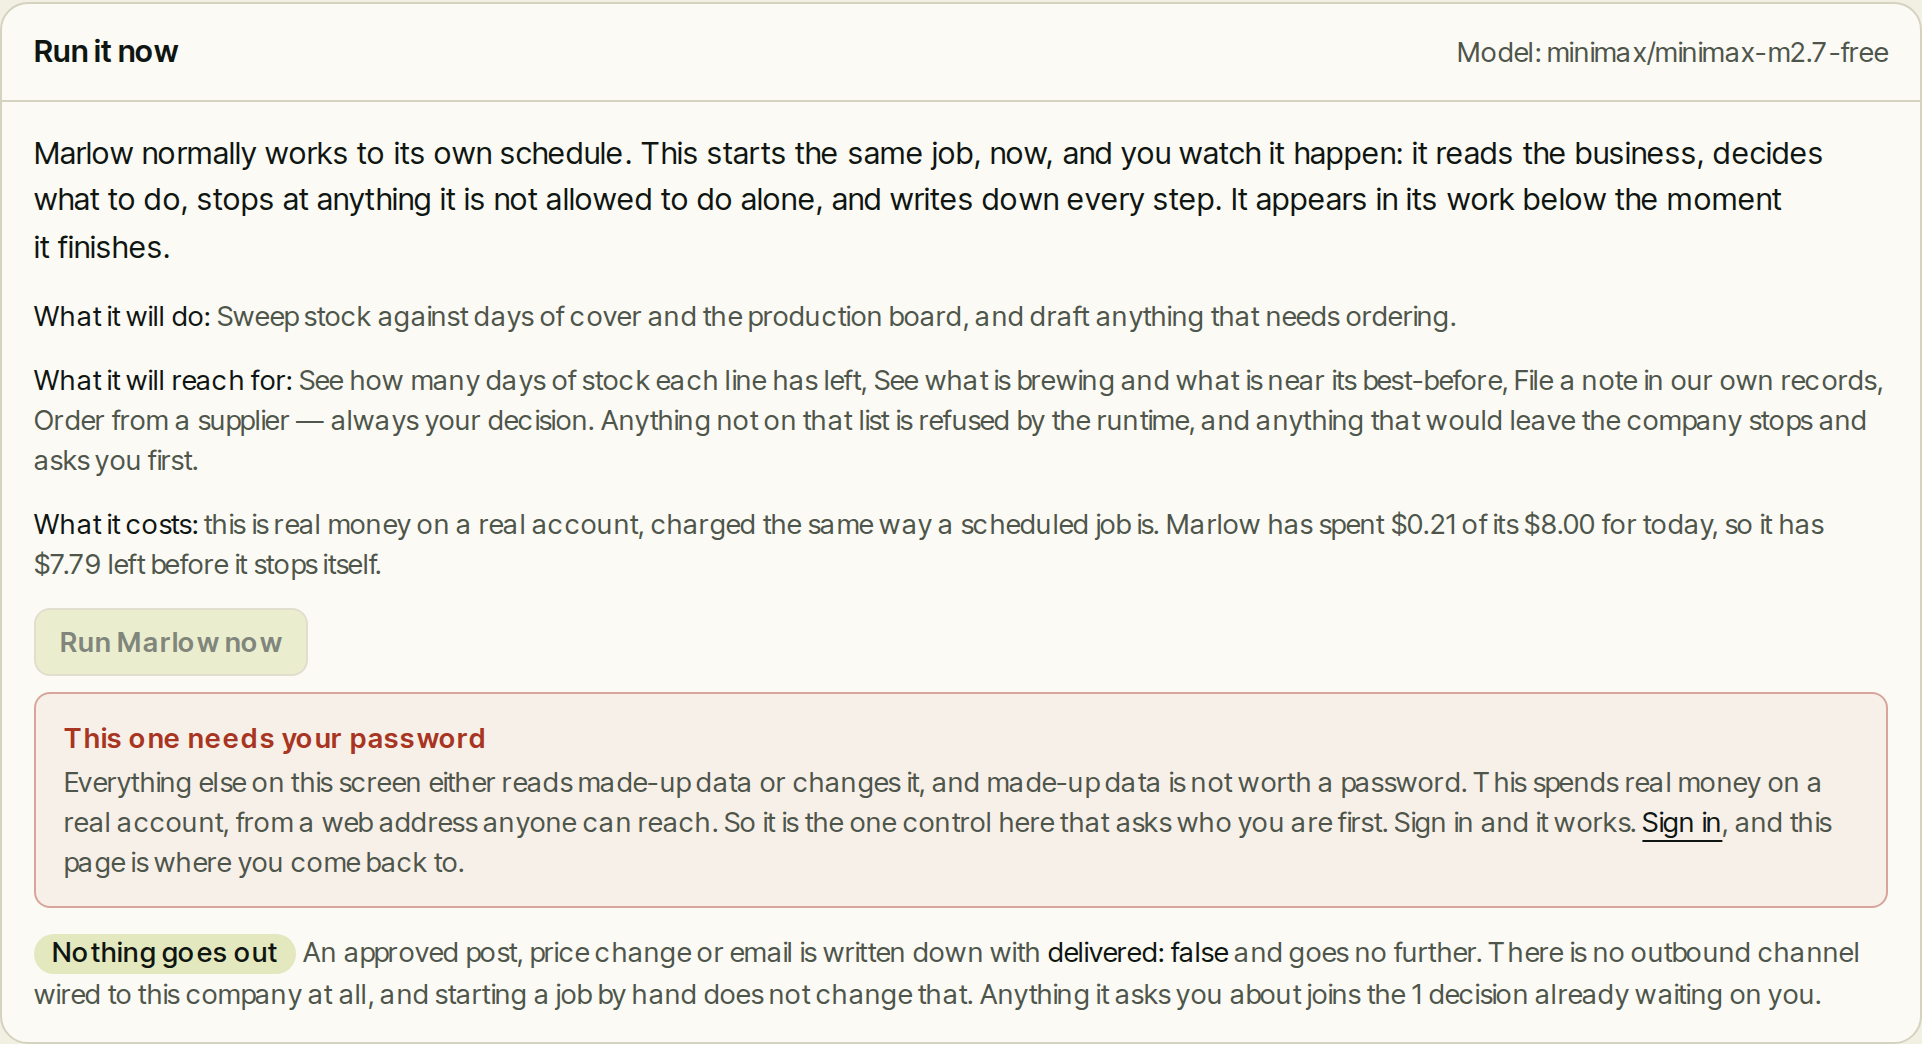 Run it now
Model: minimax/minimax-m2.7-free
Marlow normally works to its own schedule. This starts the same job, now, and you watch it happen: it reads the business, decides
what to do, stops at anything it is not allowed to do alone, and writes down every step. It appears in its work below the moment
it finishes.
What it will do: Sweep stock against days of cover and the production board, and draft anything that needs ordering.
What it will reach for: See how many days of stock each line has left, See what is brewing and what is near its best-before, File a note in our own records,
Order from a supplier — always your decision. Anything not on that list is refused by the runtime, and anything that would leave the company stops and
asks you first.
What it costs: this is real money on a real account, charged the same way a scheduled job is. Marlow has spent $0.21 of its $8.00 for today, so it has
$7.79 left before it stops itself.
Run Marlow now
This one needs your password
Everything else on this screen either reads made-up data or changes it, and made-up data is not worth a password. This spends real money on a
real account, from a web address anyone can reach. So it is the one control here that asks who you are first. Sign in and it works. Sign in, and this
page is where you come back to.
Nothing goes out An approved post, price change or email is written down with delivered: false and goes no further. There is no outbound channel
wired to this company at all, and starting a job by hand does not change that. Anything it asks you about joins the 1 decision already waiting on you.